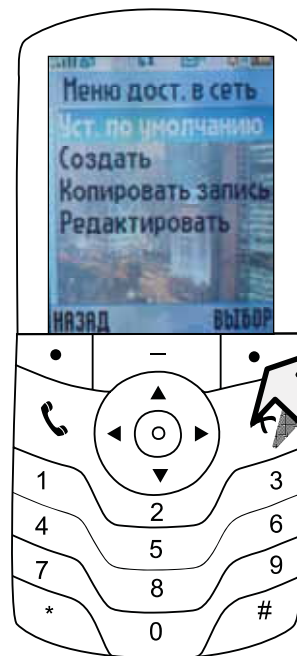 Меню дост. в сеть
Уст. по умолчанию
Создать
Копировать запись
Редактировать
НАЗАД ВЫБОР
1 2 3
4 5 6
7 8 9
* 0 #